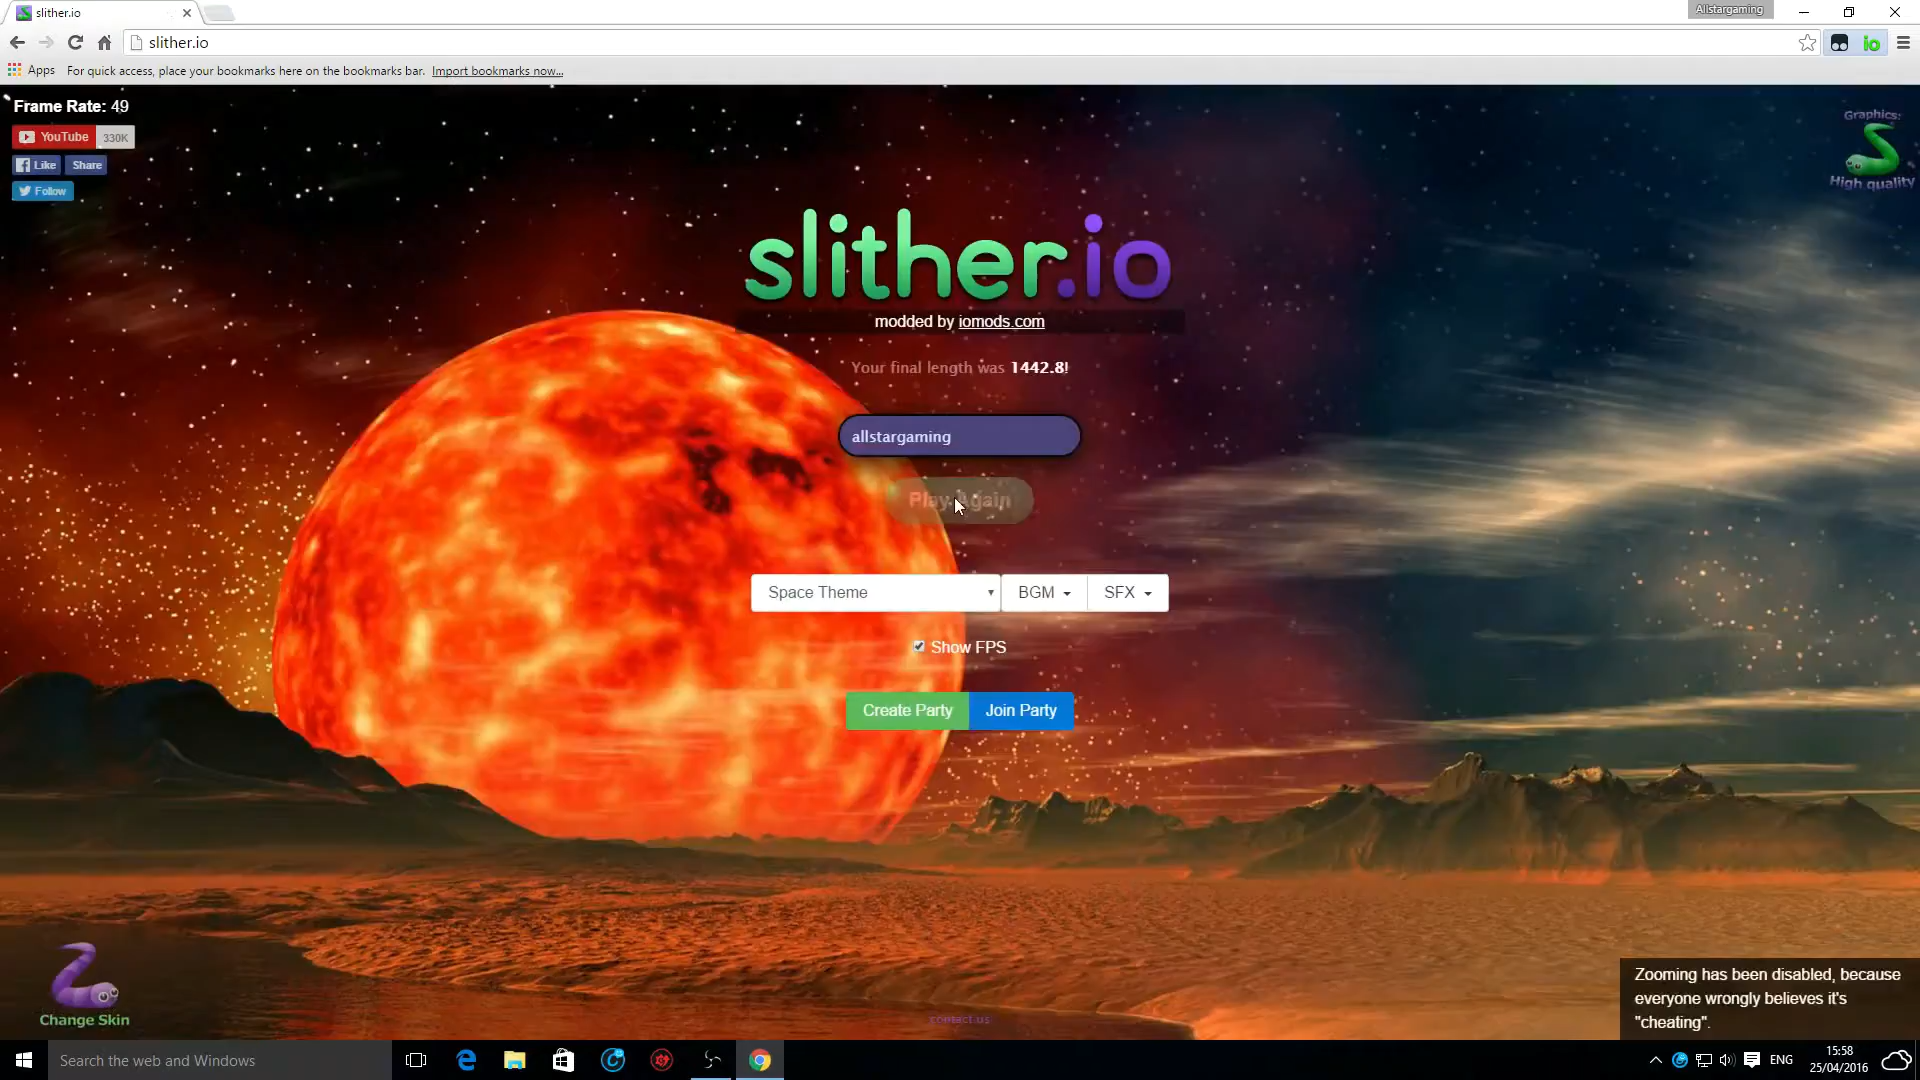 slither.io
Allstargaming
slither.io
Apps For quick access, place your bookmarks here on the bookmarks bar. Import bookmarks now...
Frame Rate: 49
YouTube 330K
Like Share
Follow
Graphics:
High quality
slither.io
modded by iomods.com
Your final length was 1442.8!
allstargaming
Play Again
Space Theme BGM SFX
Show FPS
Create Party Join Party
Zooming has been disabled, because
everyone wrongly believes it's
"cheating".
Change Skin
contact us
Search the web and Windows
ENG
15:58
25/04/2016
io